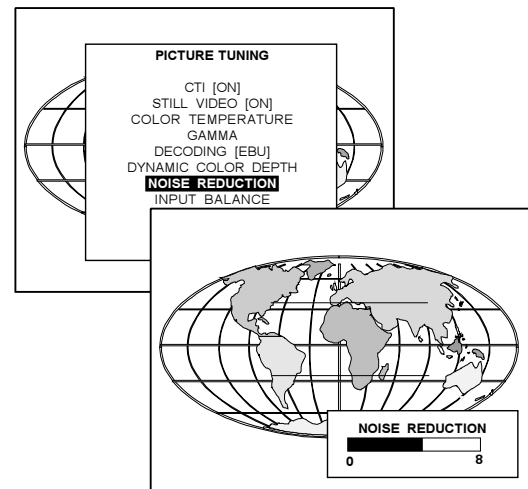 PICTURE TUNING
CTI [ON]
STILL VIDEO [ON]
COLOR TEMPERATURE
GAMMA
DECODING [EBU]
DYNAMIC COLOR DEPTH
NOISE REDUCTION
INPUT BALANCE
NOISE REDUCTION
0 8